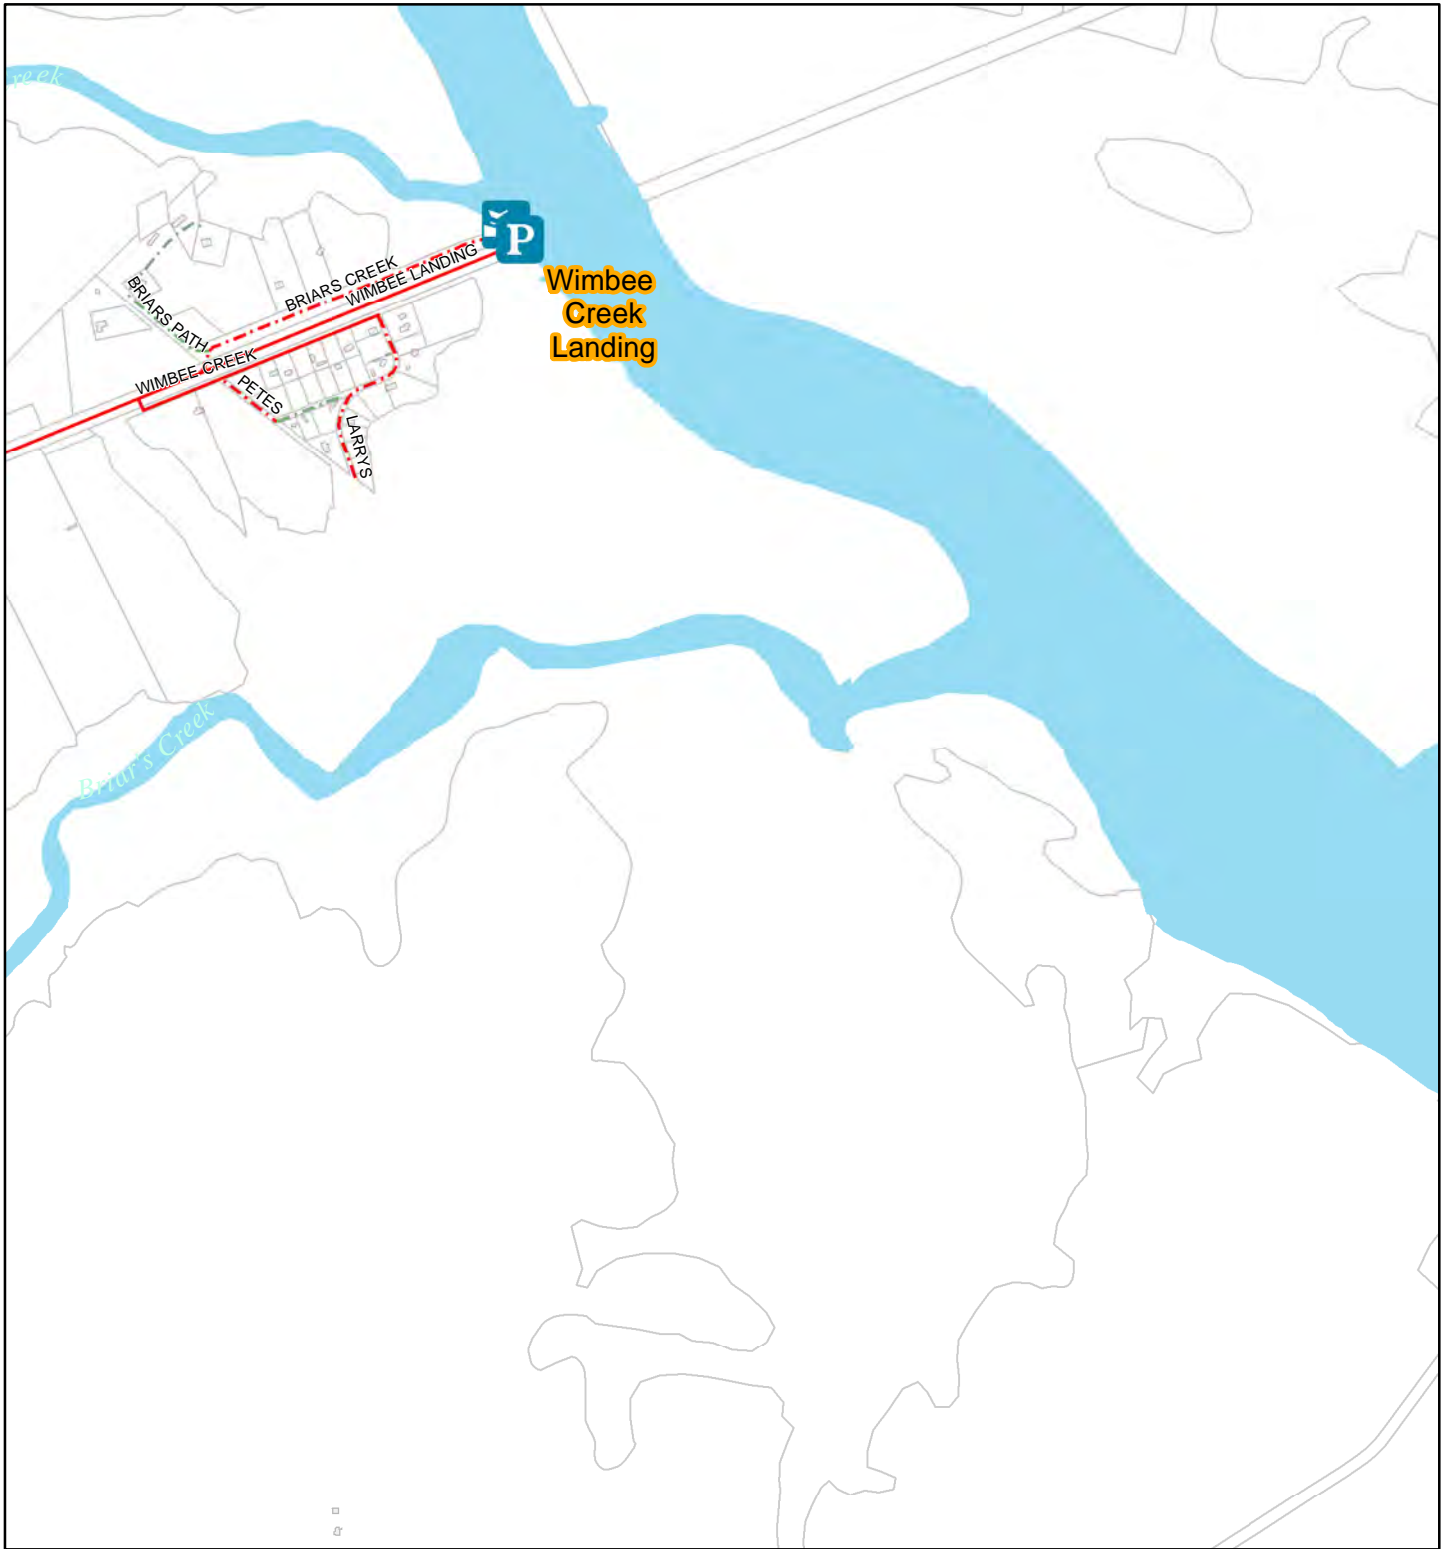 reek
P
BRIARS CREEK
WIMBEE LANDING
BRIARS PATH
WIMBEE CREEK
PETES
LARRYS
Wimbee
Creek
Landing
Briar's Creek